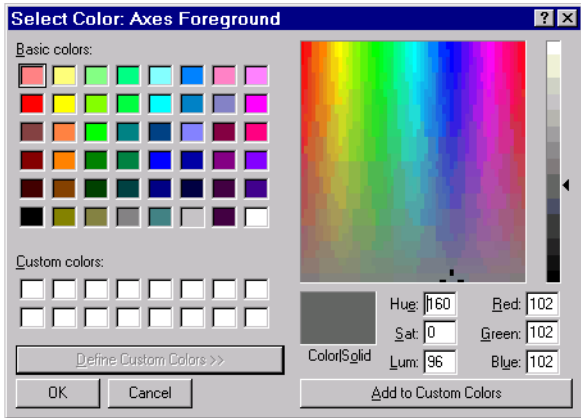 Select Color: Axes Foreground
Basic colors:
Custom colors:
Define Custom Colors >>
OK Cancel
Color|Solid
Hue: 160 Red: 102
Sat: 0 Green: 102
Lum: 96 Blue: 102
Add to Custom Colors